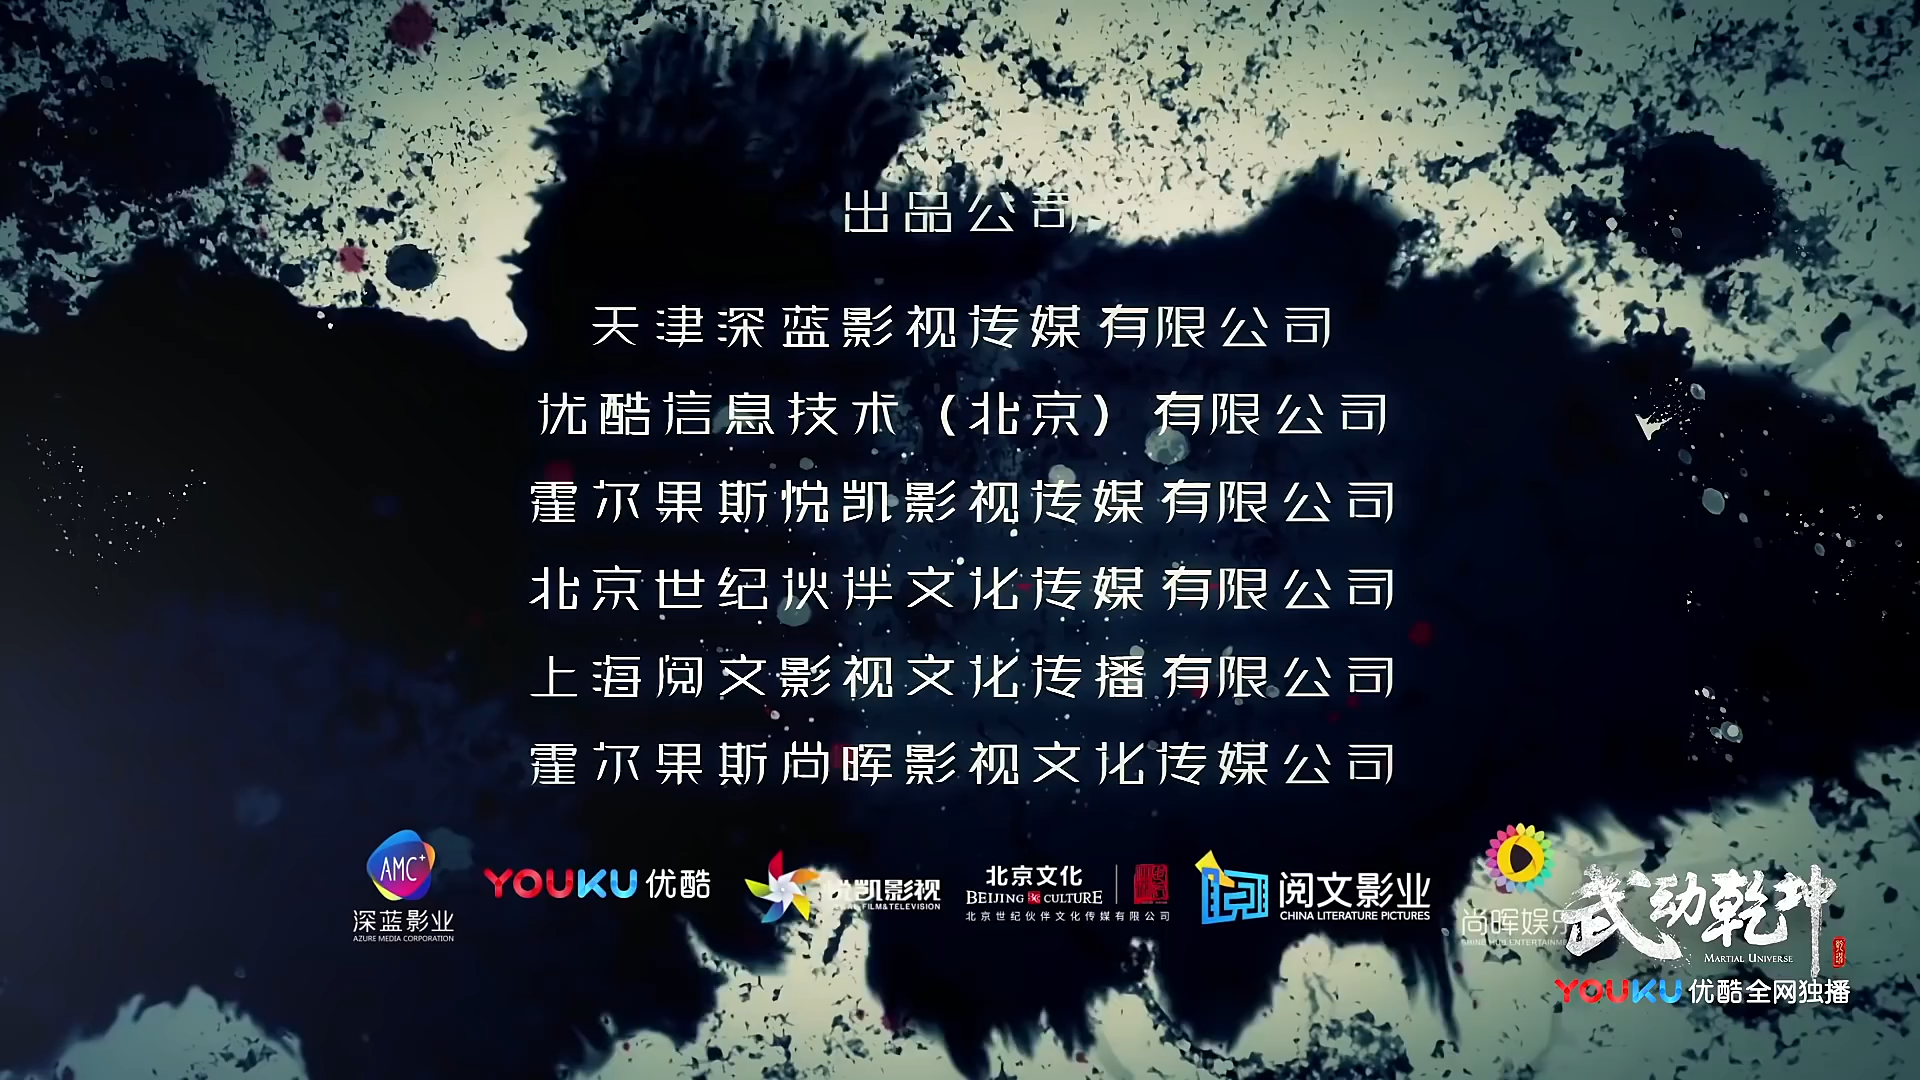 出品公司
天津深蓝影视传媒有限公司
优酷信息技术（北京）有限公司
霍尔果斯悦凯影视传媒有限公司
北京世纪伙伴文化传媒有限公司
上海阅文影视文化传播有限公司
霍尔果斯尚晖影视文化传媒公司
AMC+
深蓝影业
AZURE MEDIA CORPORATION
YOUKU 优酷
悦凯影视
FILM&TELEVISION
北京文化
BEIJING CULTURE
北京世纪伙伴文化传媒有限公司
阅文影业
CHINA LITERATURE PICTURES
尚晖娱乐
武动乾坤
MARTIAL UNIVERSE
YOUKU 优酷全网独播